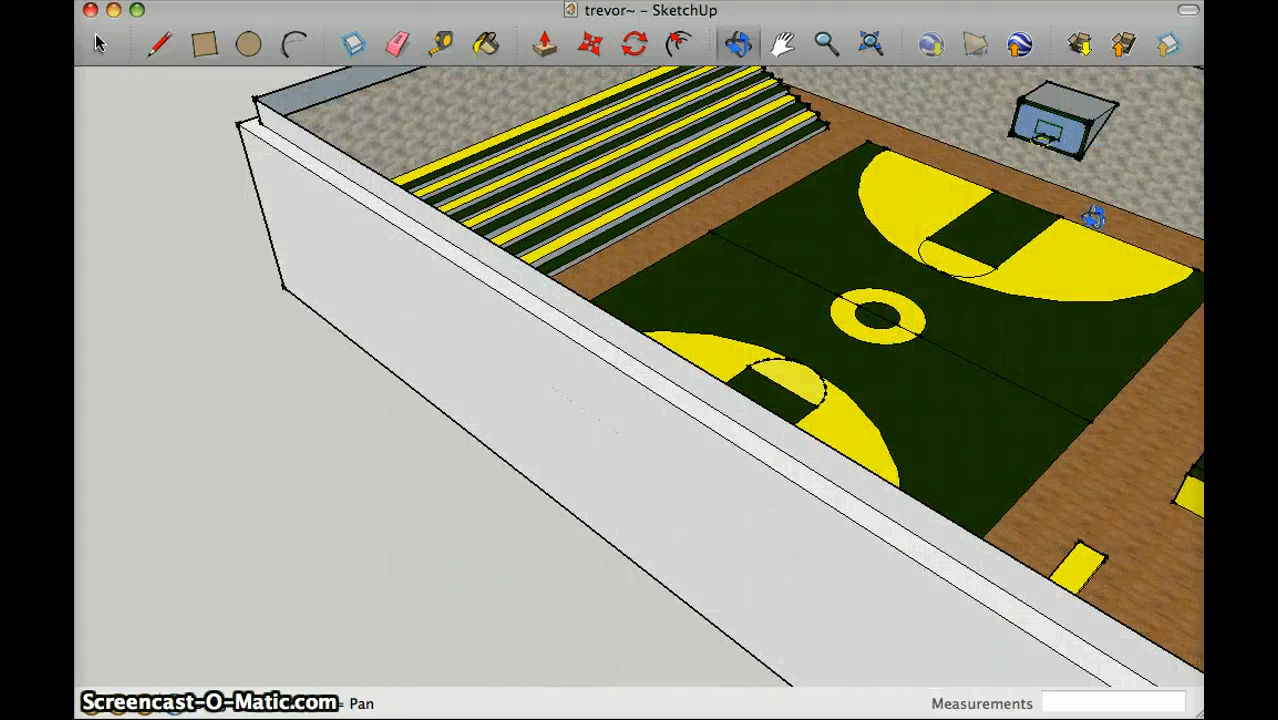 trevor~ - SketchUp
Screencast-O-Matic.com
= Pan
Measurements